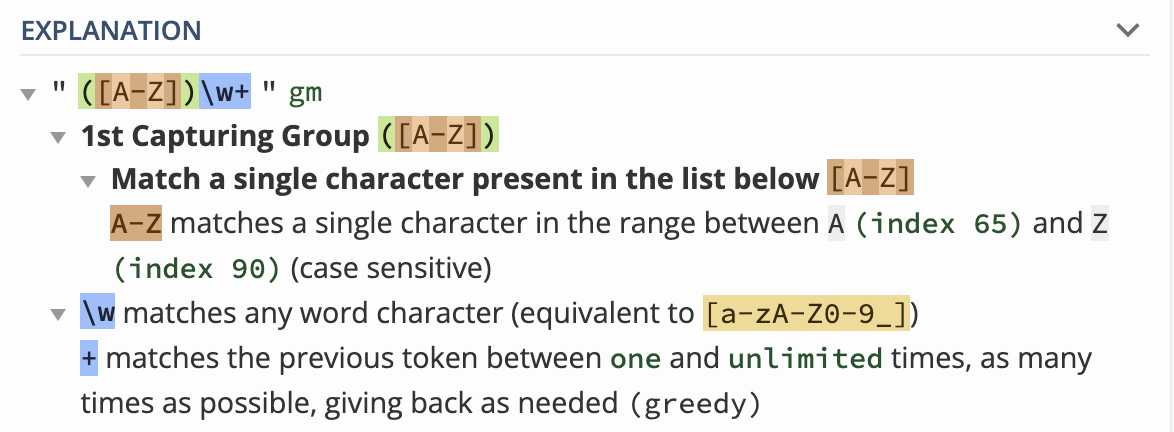 EXPLANATION
" ([A-Z])\w+ " gm
1st Capturing Group ([A-Z])
Match a single character present in the list below [A-Z]
A-Z matches a single character in the range between A (index 65) and Z
(index 90) (case sensitive)
\w matches any word character (equivalent to [a-zA-Z0-9_])
+ matches the previous token between one and unlimited times, as many
times as possible, giving back as needed (greedy)